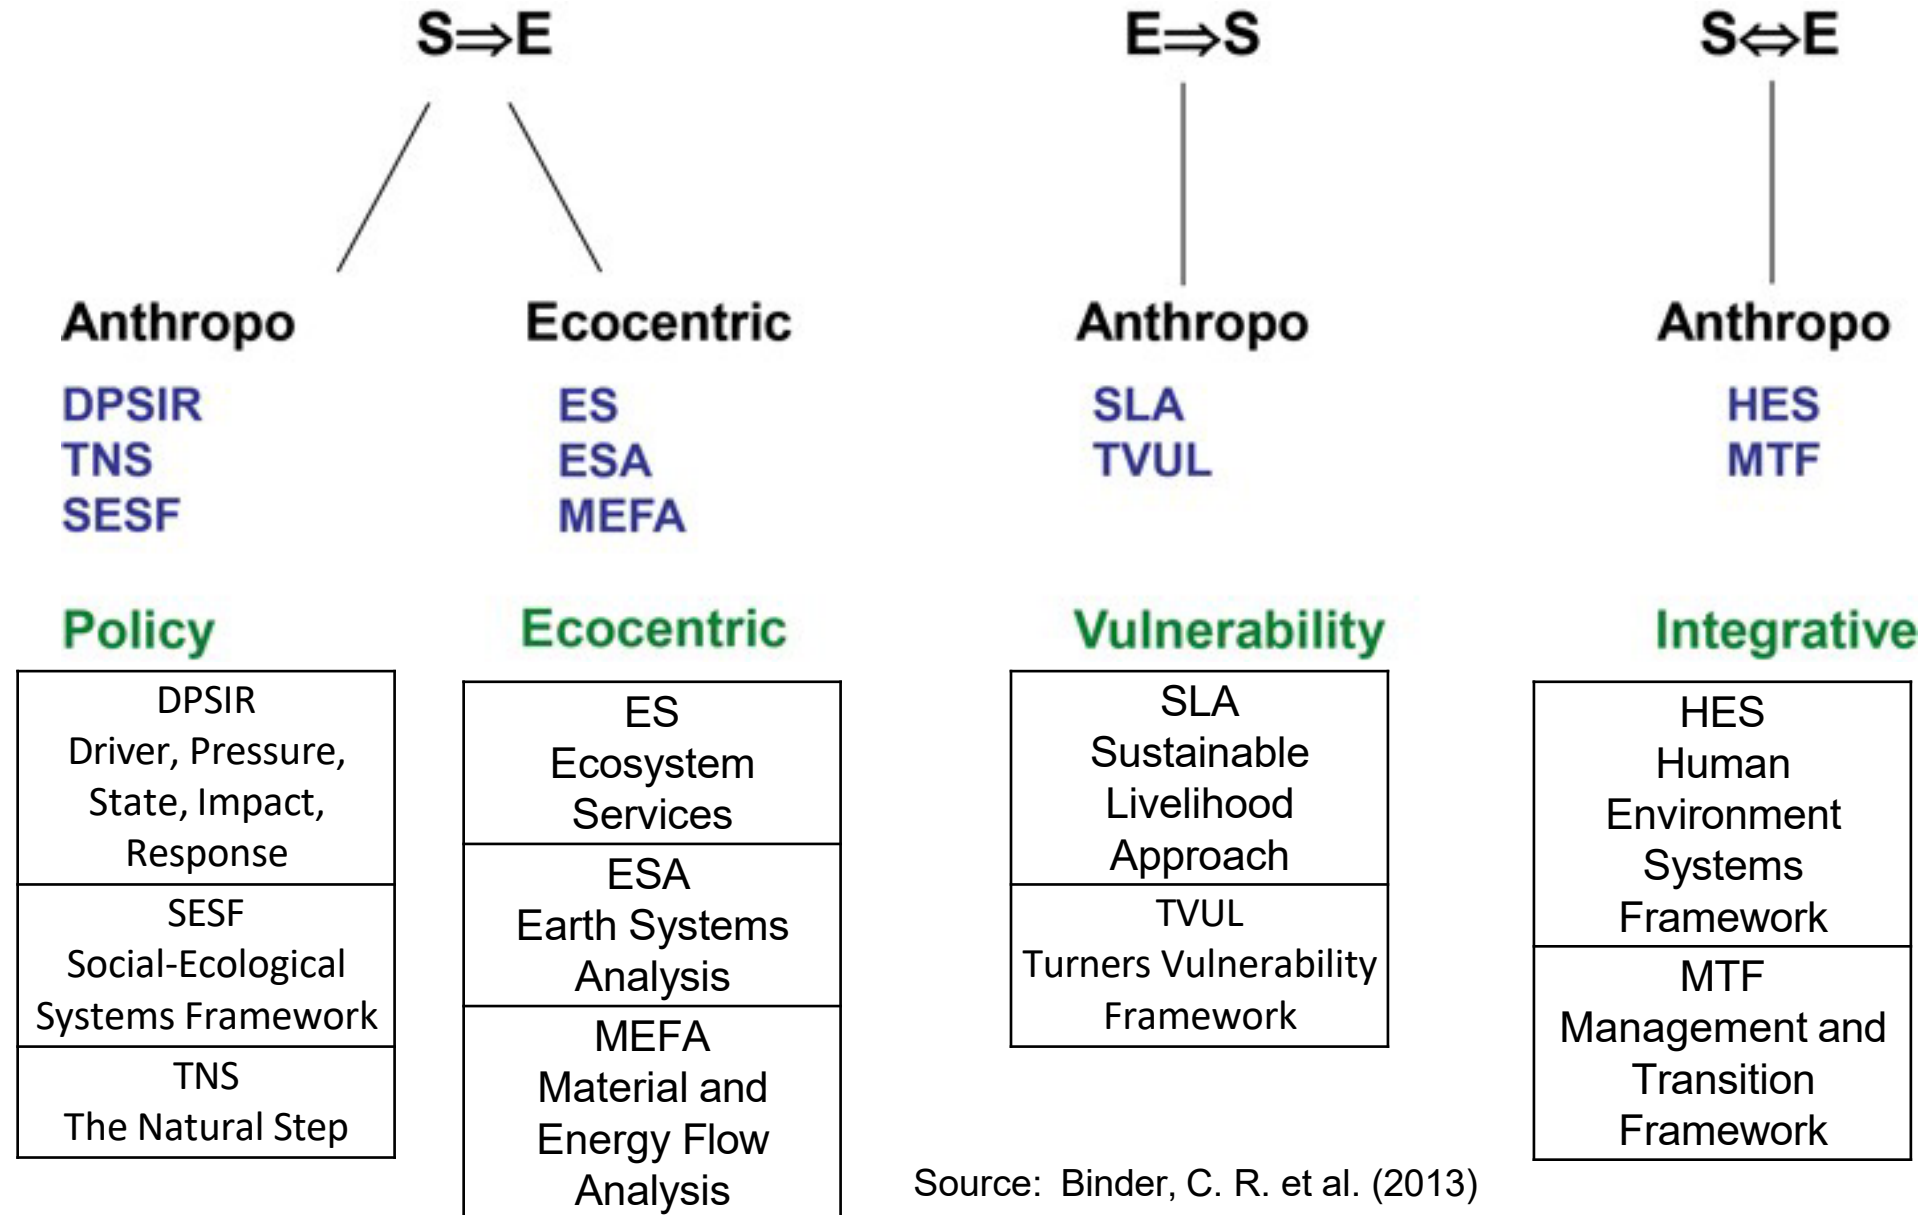 S⇒E
E⇒S
S⇔E
Anthropo
Ecocentric
Anthropo
Anthropo
DPSIR
TNS
SESF
ES
ESA
MEFA
SLA
TVUL
HES
MTF
Policy
Ecocentric
Vulnerability
Integrative
DPSIR
Driver, Pressure,
State, Impact,
Response
SESF
Social-Ecological
Systems Framework
TNS
The Natural Step
ES
Ecosystem
Services
ESA
Earth Systems
Analysis
MEFA
Material and
Energy Flow
Analysis
SLA
Sustainable
Livelihood
Approach
TVUL
Turners Vulnerability
Framework
HES
Human
Environment
Systems
Framework
MTF
Management and
Transition
Framework
Source: Binder, C. R. et al. (2013)